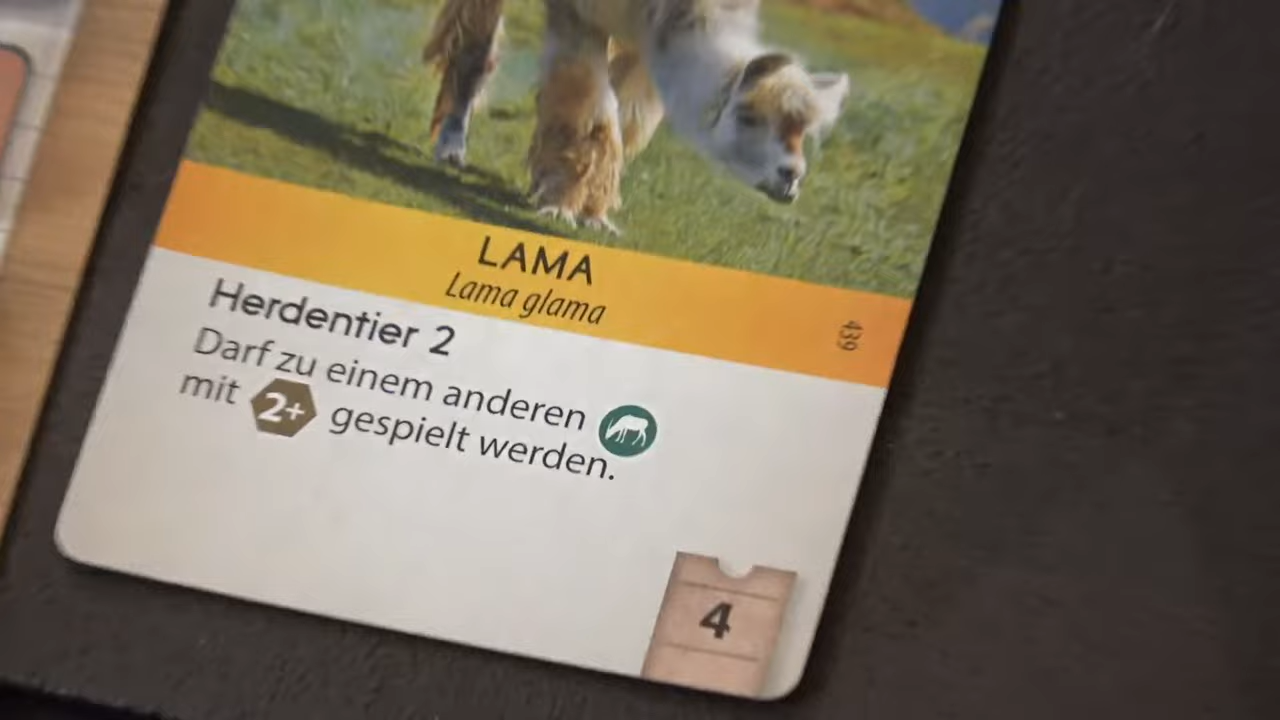 LAMA
Lama glama
439
Herdentier 2
Darf zu einem anderen
mit 2+ gespielt werden.
4